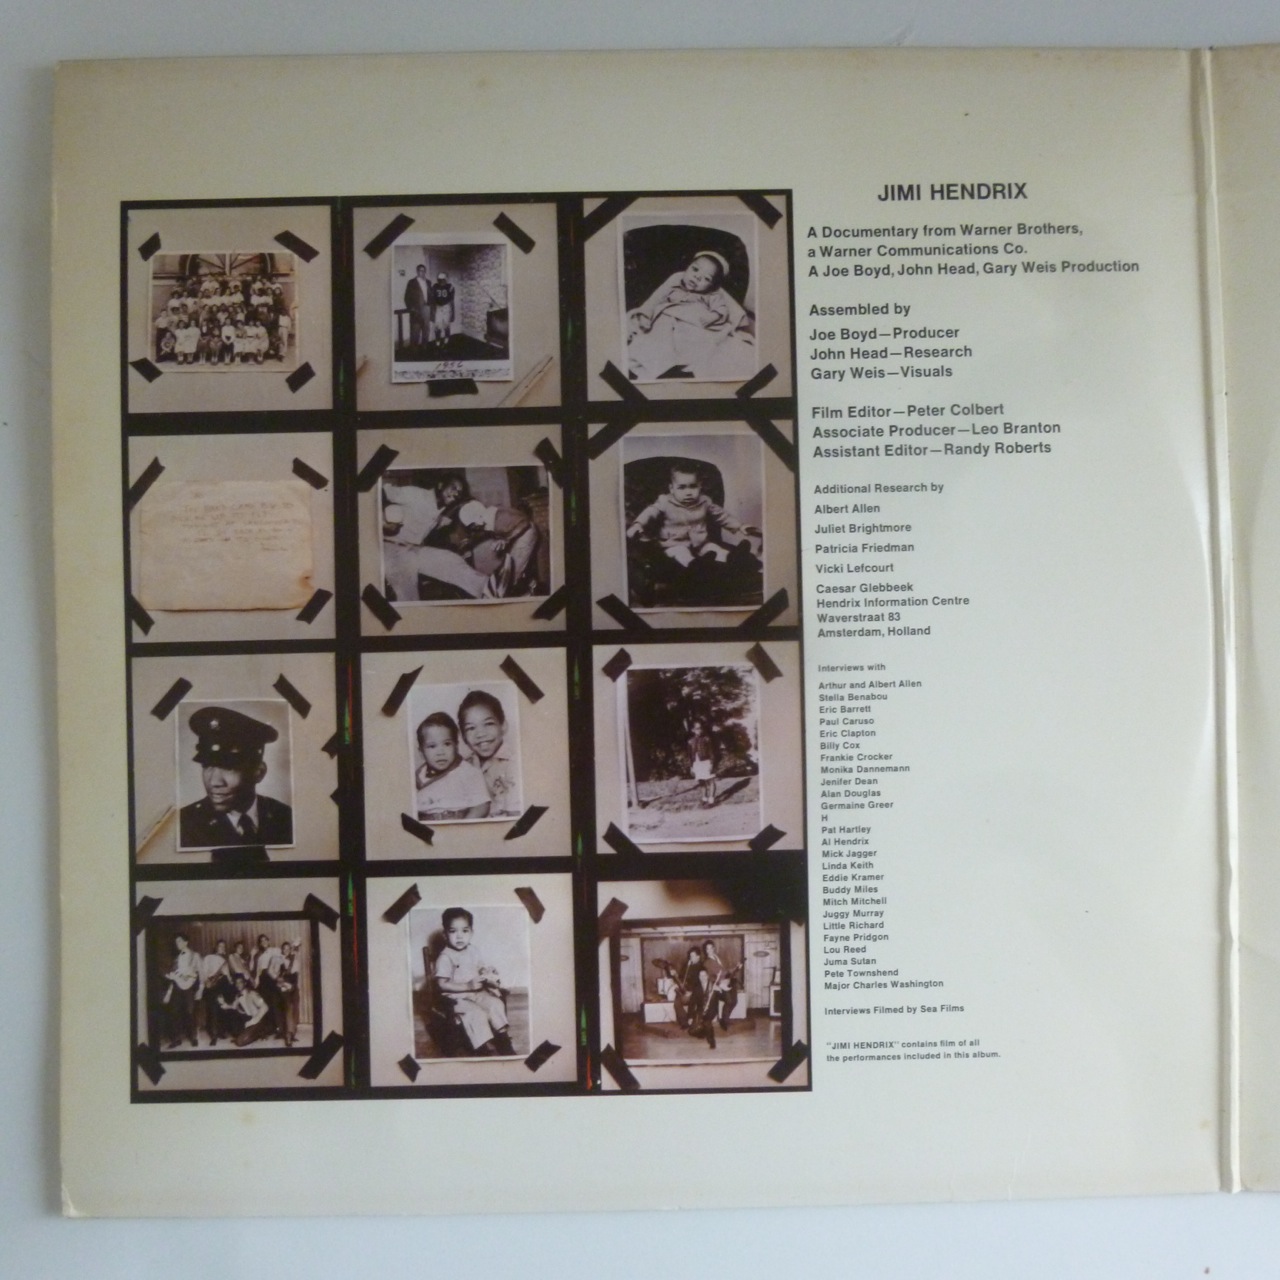 JIMI HENDRIX
A Documentary from Warner Brothers,
a Warner Communications Co.
A Joe Boyd, John Head, Gary Weis Production
Assembled by
Joe Boyd—Producer
John Head—Research
Gary Weis—Visuals
Film Editor—Peter Colbert
Associate Producer—Leo Branton
Assistant Editor—Randy Roberts
Additional Research by
Albert Allen
Juliet Brightmore
Patricia Friedman
Vicki Lefcourt
Caesar Glebbeek
Hendrix Information Centre
Waverstraat 83
Amsterdam, Holland
Interviews with
Arthur and Albert Allen
Stella Benabou
Eric Barrett
Paul Caruso
Eric Clapton
Billy Cox
Frankie Crocker
Monika Dannemann
Jenifer Dean
Alan Douglas
Germaine Greer
H
Pat Hartley
Al Hendrix
Mick Jagger
Linda Keith
Eddie Kramer
Buddy Miles
Mitch Mitchell
Juggy Murray
Little Richard
Fayne Pridgon
Lou Reed
Juma Sutan
Pete Townshend
Major Charles Washington
Interviews Filmed by Sea Films
"JIMI HENDRIX" contains film of all
the performances included in this album.
1956